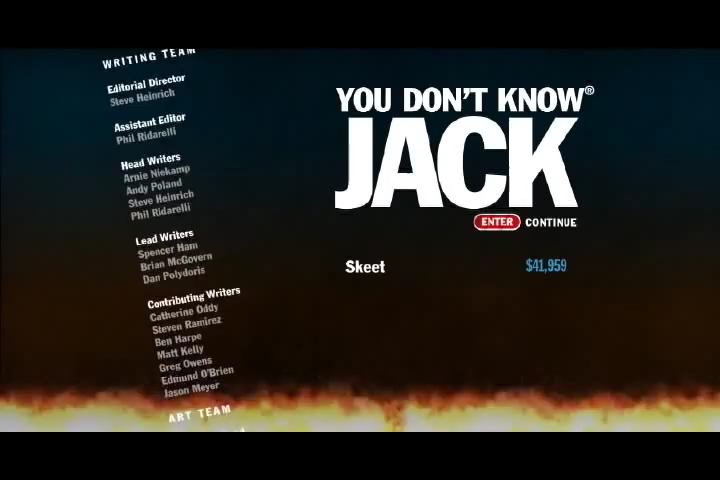 WRITING TEAM
Editorial Director
Steve Heinrich
Assistant Editor
Phil Ridarelli
Head Writers
Arnie Niekamp
Andy Poland
Steve Heinrich
Phil Ridarelli
Lead Writers
Spencer Ham
Brian McGovern
Dan Polydoris
Contributing Writers
Catherine Oddy
Steven Ramirez
Ben Harpe
Matt Kelly
Greg Owens
Edmund O'Brien
Jason Meyer
ART TEAM
YOU DON'T KNOW®
JACK
ENTER CONTINUE
Skeet $41,959